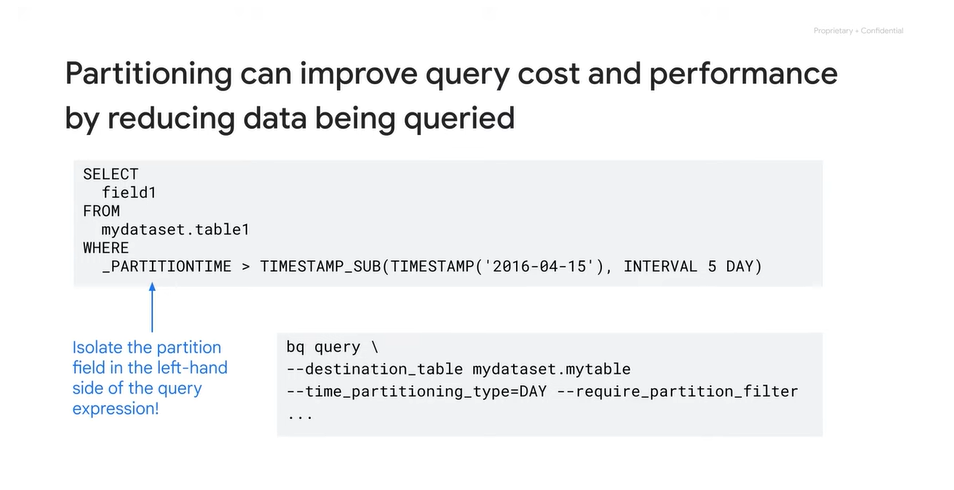 Proprietary + Confidential
Partitioning can improve query cost and performance
by reducing data being queried
SELECT
  field1
FROM
  mydataset.table1
WHERE
  _PARTITIONTIME > TIMESTAMP_SUB(TIMESTAMP('2016-04-15'), INTERVAL 5 DAY)
Isolate the partition
field in the left-hand
side of the query
expression!
bq query \
--destination_table mydataset.mytable
--time_partitioning_type=DAY --require_partition_filter
...